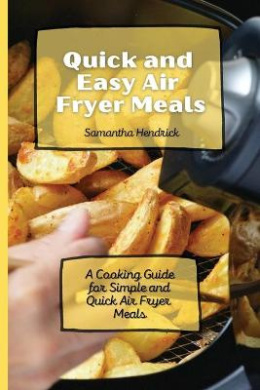 Quick and
Easy Air
Fryer Meals
Samantha Hendrick
A Cooking Guide
for Simple and
Quick Air Fryer
Meals